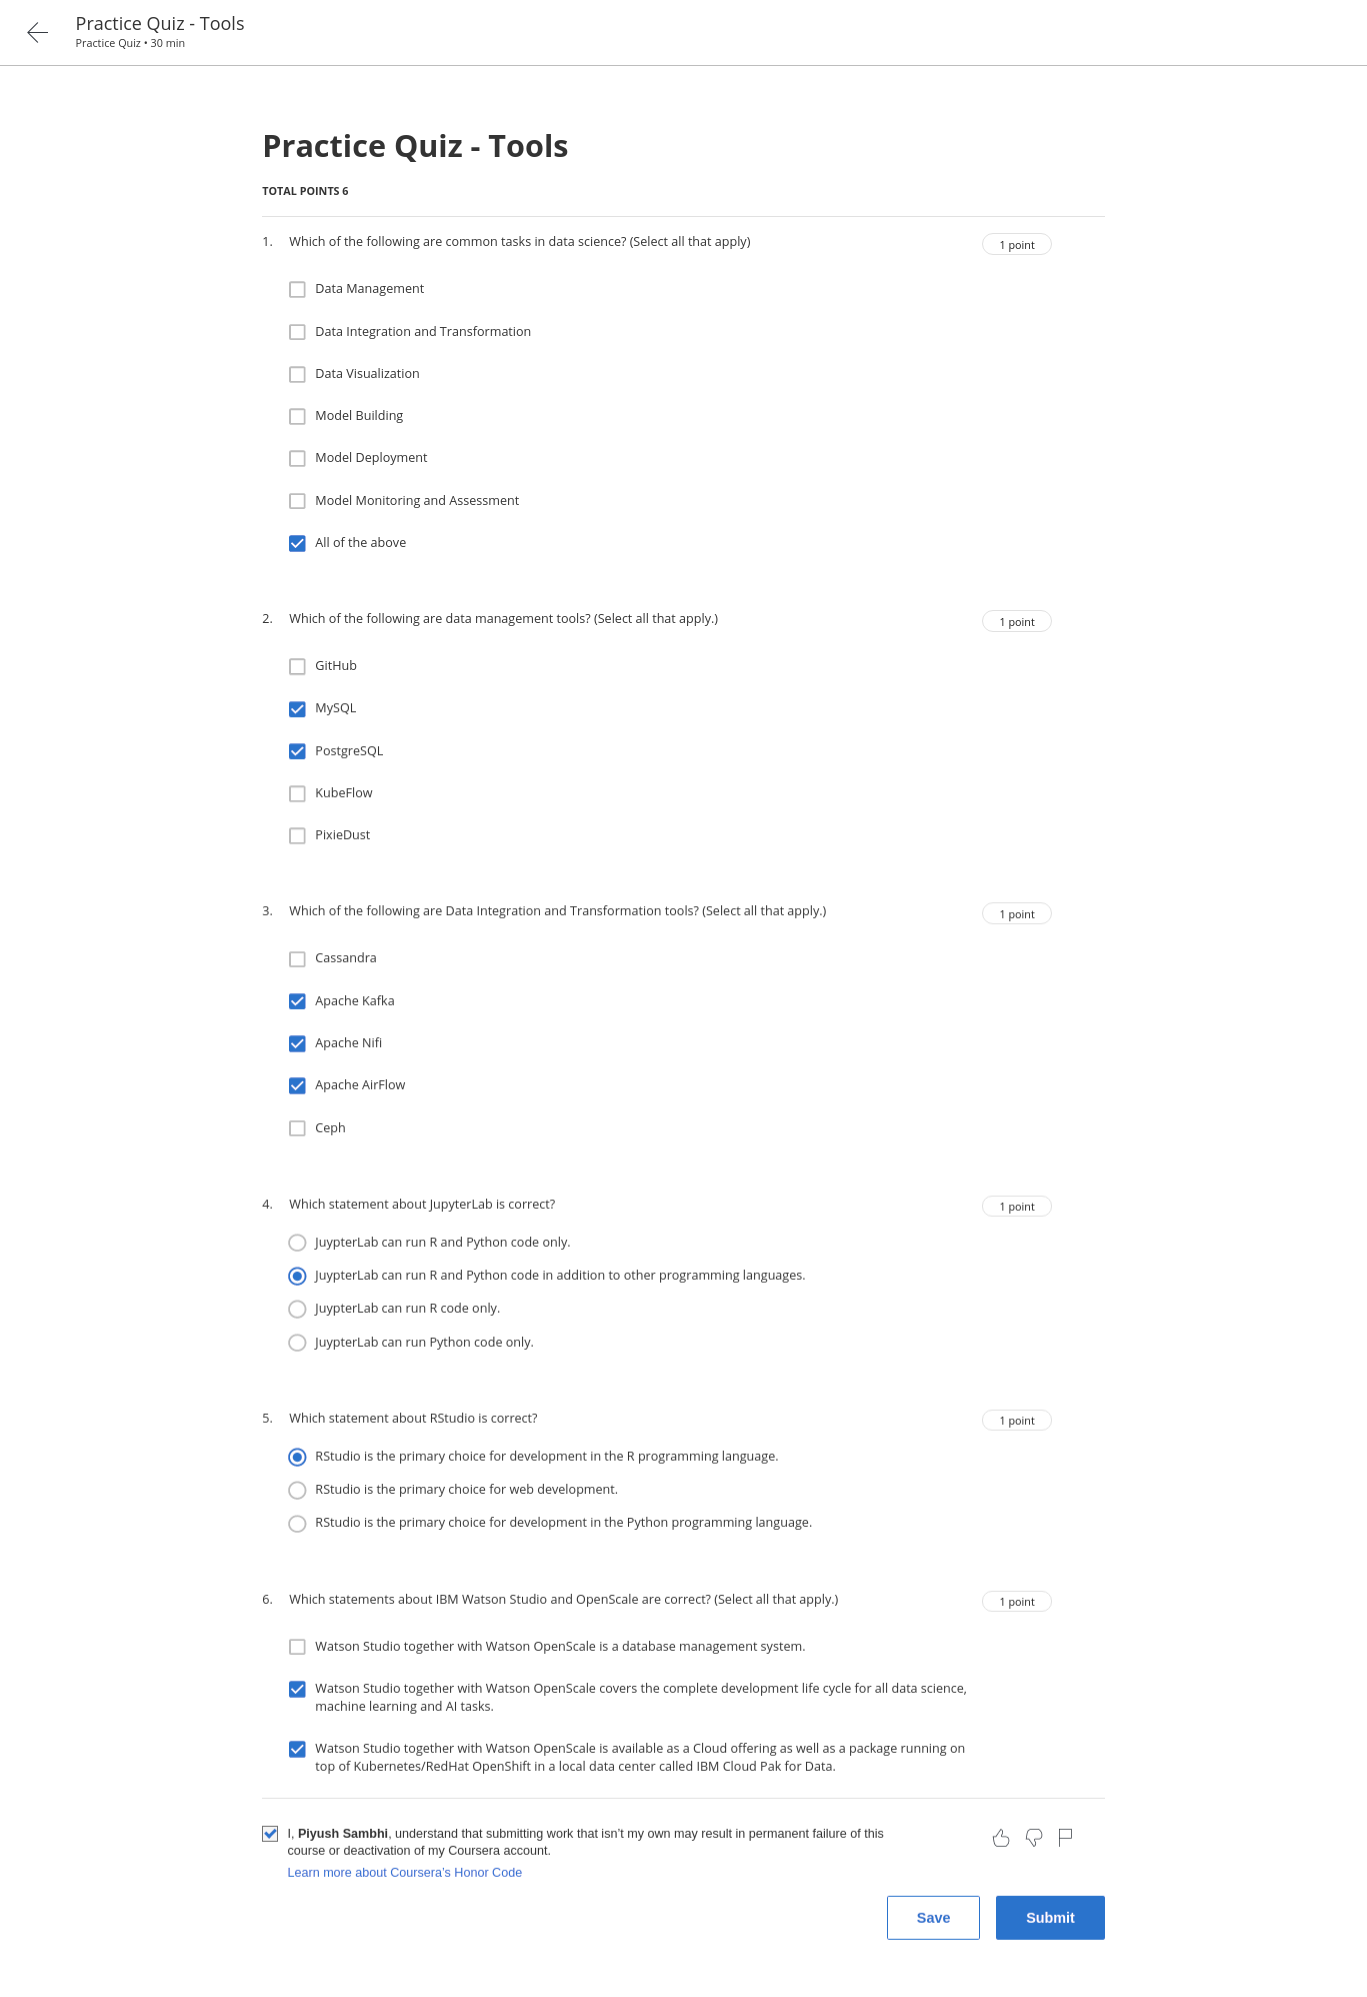 Practice Quiz - Tools
Practice Quiz • 30 min
Practice Quiz - Tools
TOTAL POINTS 6
1. Which of the following are common tasks in data science? (Select all that apply) 1 point
Data Management
Data Integration and Transformation
Data Visualization
Model Building
Model Deployment
Model Monitoring and Assessment
All of the above
2. Which of the following are data management tools? (Select all that apply.) 1 point
GitHub
MySQL
PostgreSQL
KubeFlow
PixieDust
3. Which of the following are Data Integration and Transformation tools? (Select all that apply.) 1 point
Cassandra
Apache Kafka
Apache Nifi
Apache AirFlow
Ceph
4. Which statement about JupyterLab is correct? 1 point
JuypterLab can run R and Python code only.
JuypterLab can run R and Python code in addition to other programming languages.
JuypterLab can run R code only.
JuypterLab can run Python code only.
5. Which statement about RStudio is correct? 1 point
RStudio is the primary choice for development in the R programming language.
RStudio is the primary choice for web development.
RStudio is the primary choice for development in the Python programming language.
6. Which statements about IBM Watson Studio and OpenScale are correct? (Select all that apply.) 1 point
Watson Studio together with Watson OpenScale is a database management system.
Watson Studio together with Watson OpenScale covers the complete development life cycle for all data science,
machine learning and AI tasks.
Watson Studio together with Watson OpenScale is available as a Cloud offering as well as a package running on
top of Kubernetes/RedHat OpenShift in a local data center called IBM Cloud Pak for Data.
I, Piyush Sambhi, understand that submitting work that isn’t my own may result in permanent failure of this
course or deactivation of my Coursera account.
Learn more about Coursera’s Honor Code
Save Submit